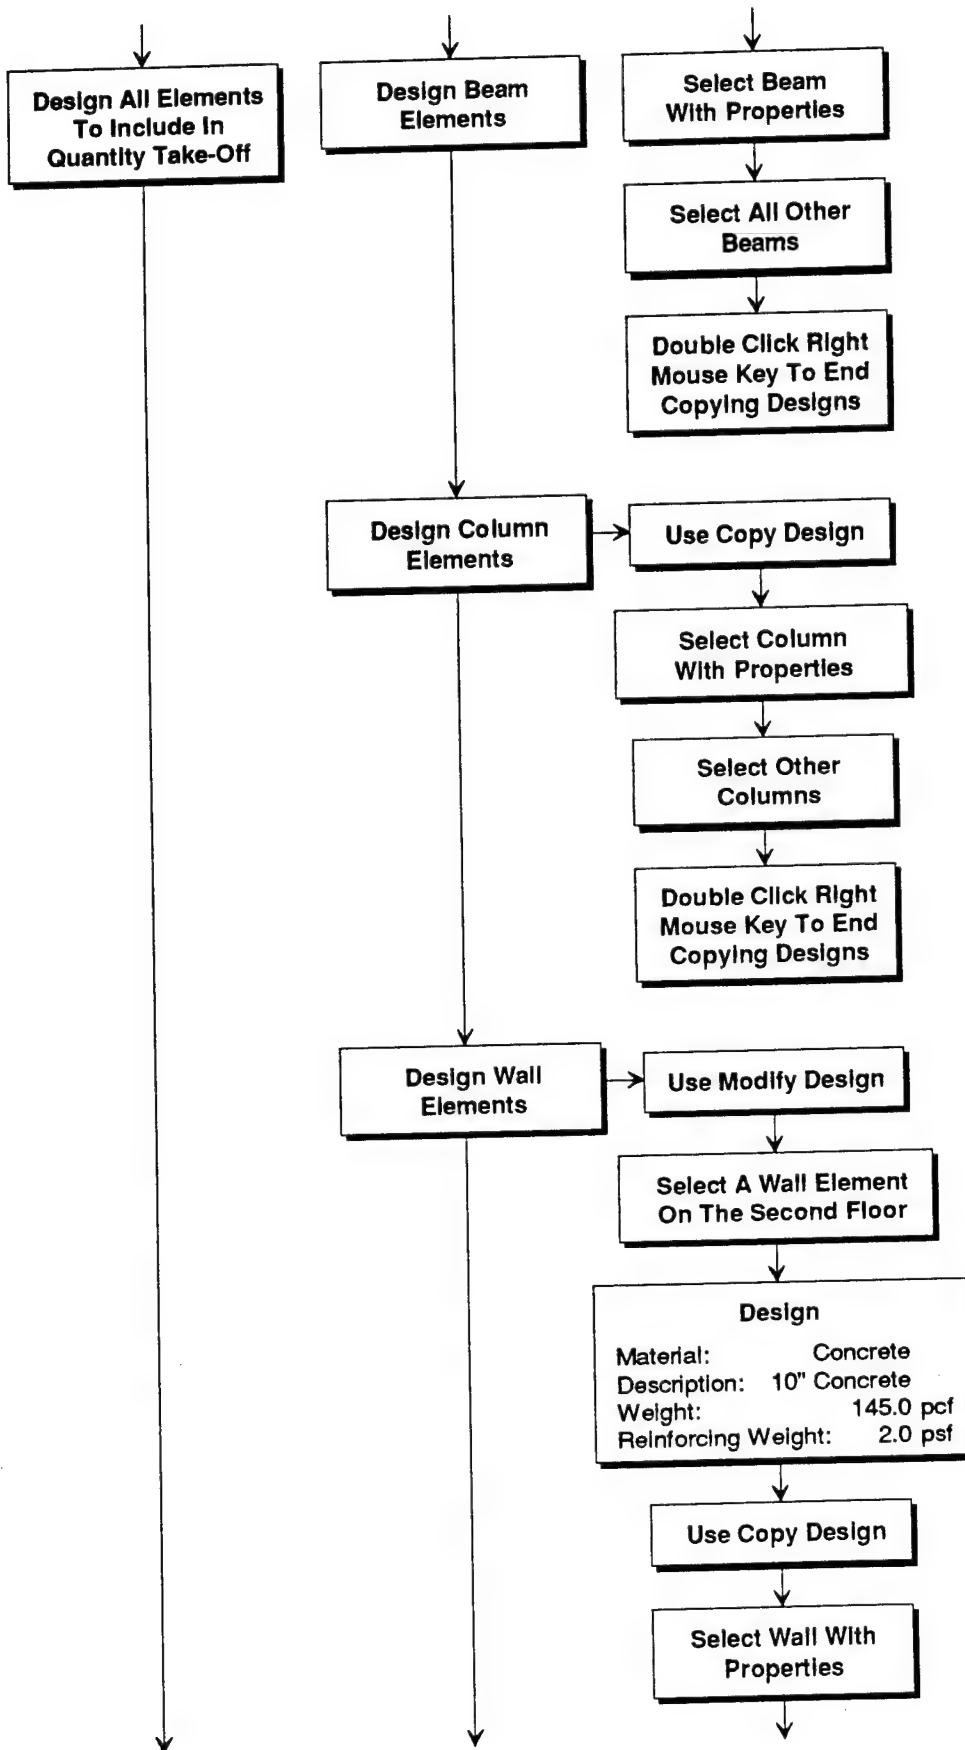 Design All Elements
To Include In
Quantity Take-Off
Design Beam
Elements
Select Beam
With Properties
Select All Other
Beams
Double Click Right
Mouse Key To End
Copying Designs
Design Column
Elements
Use Copy Design
Select Column
With Properties
Select Other
Columns
Double Click Right
Mouse Key To End
Copying Designs
Design Wall
Elements
Use Modify Design
Select A Wall Element
On The Second Floor
Design
Material: Concrete
Description: 10" Concrete
Weight: 145.0 pcf
Reinforcing Weight: 2.0 psf
Use Copy Design
Select Wall With
Properties